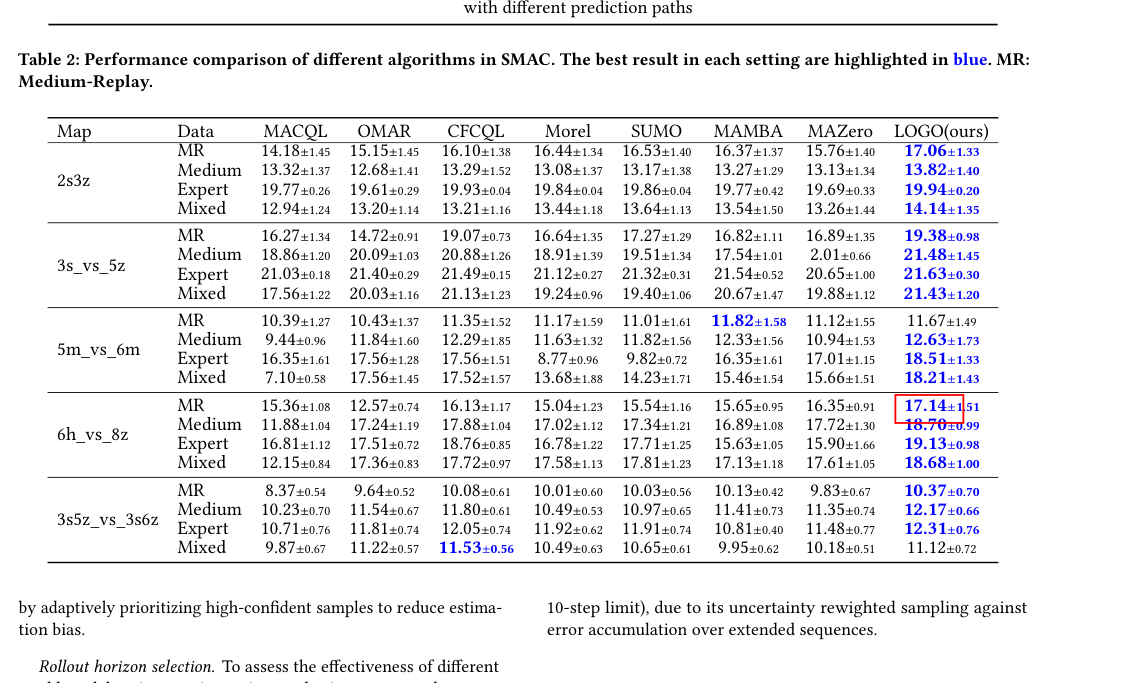 with different prediction paths
Table 2: Performance comparison of different algorithms in SMAC. The best result in each setting are highlighted in blue. MR:
Medium-Replay.
Map Data MACQL OMAR CFCQL Morel SUMO MAMBA MAZero LOGO(ours)
2s3z
MR 14.18±1.45 15.15±1.45 16.10±1.38 16.44±1.34 16.53±1.40 16.37±1.37 15.76±1.40 17.06±1.33
Medium 13.32±1.37 12.68±1.41 13.29±1.52 13.08±1.37 13.17±1.38 13.27±1.29 13.13±1.34 13.82±1.40
Expert 19.77±0.26 19.61±0.29 19.93±0.04 19.84±0.04 19.86±0.04 19.77±0.42 19.69±0.33 19.94±0.20
Mixed 12.94±1.24 13.20±1.14 13.21±1.16 13.44±1.18 13.64±1.13 13.54±1.50 13.26±1.44 14.14±1.35
3s_vs_5z
MR 16.27±1.34 14.72±0.91 19.07±0.73 16.64±1.35 17.27±1.29 16.82±1.11 16.89±1.35 19.38±0.98
Medium 18.86±1.20 20.09±1.03 20.88±1.26 18.91±1.39 19.51±1.34 17.54±1.01 2.01±0.66 21.48±1.45
Expert 21.03±0.18 21.40±0.29 21.49±0.15 21.12±0.27 21.32±0.31 21.54±0.52 20.65±1.00 21.63±0.30
Mixed 17.56±1.22 20.03±1.16 21.13±1.23 19.24±0.96 19.40±1.06 20.67±1.47 19.88±1.12 21.43±1.20
5m_vs_6m
MR 10.39±1.27 10.43±1.37 11.35±1.52 11.17±1.59 11.01±1.61 11.82±1.58 11.12±1.55 11.67±1.49
Medium 9.44±0.96 11.84±1.60 12.29±1.85 11.63±1.32 11.82±1.56 12.33±1.56 10.94±1.53 12.63±1.73
Expert 16.35±1.61 17.56±1.28 17.56±1.51 8.77±0.96 9.82±0.72 16.35±1.61 17.01±1.15 18.51±1.33
Mixed 7.10±0.58 17.56±1.45 17.52±1.57 13.68±1.88 14.23±1.71 15.46±1.54 15.66±1.51 18.21±1.43
6h_vs_8z
MR 15.36±1.08 12.57±0.74 16.13±1.17 15.04±1.23 15.54±1.16 15.65±0.95 16.35±0.91 17.14±1.51
Medium 11.88±1.04 17.24±1.19 17.88±1.04 17.02±1.12 17.34±1.21 16.89±1.08 17.72±1.30 18.70±0.99
Expert 16.81±1.12 17.51±0.72 18.76±0.85 16.78±1.22 17.71±1.25 15.63±1.05 15.90±1.66 19.13±0.98
Mixed 12.15±0.84 17.36±0.83 17.72±0.97 17.58±1.13 17.81±1.23 17.13±1.18 17.61±1.05 18.68±1.00
3s5z_vs_3s6z
MR 8.37±0.54 9.64±0.52 10.08±0.61 10.01±0.60 10.03±0.56 10.13±0.42 9.83±0.67 10.37±0.70
Medium 10.23±0.70 11.54±0.67 11.80±0.61 10.49±0.53 10.97±0.65 11.41±0.73 11.35±0.74 12.17±0.66
Expert 10.71±0.76 11.81±0.74 12.05±0.74 11.92±0.62 11.91±0.74 10.81±0.40 11.48±0.77 12.31±0.76
Mixed 9.87±0.67 11.22±0.57 11.53±0.56 10.49±0.63 10.65±0.61 9.95±0.62 10.18±0.51 11.12±0.72
by adaptively prioritizing high-confident samples to reduce estima-
tion bias.
Rollout horizon selection. To assess the effectiveness of different
10-step limit), due to its uncertainty rewighted sampling against
error accumulation over extended sequences.